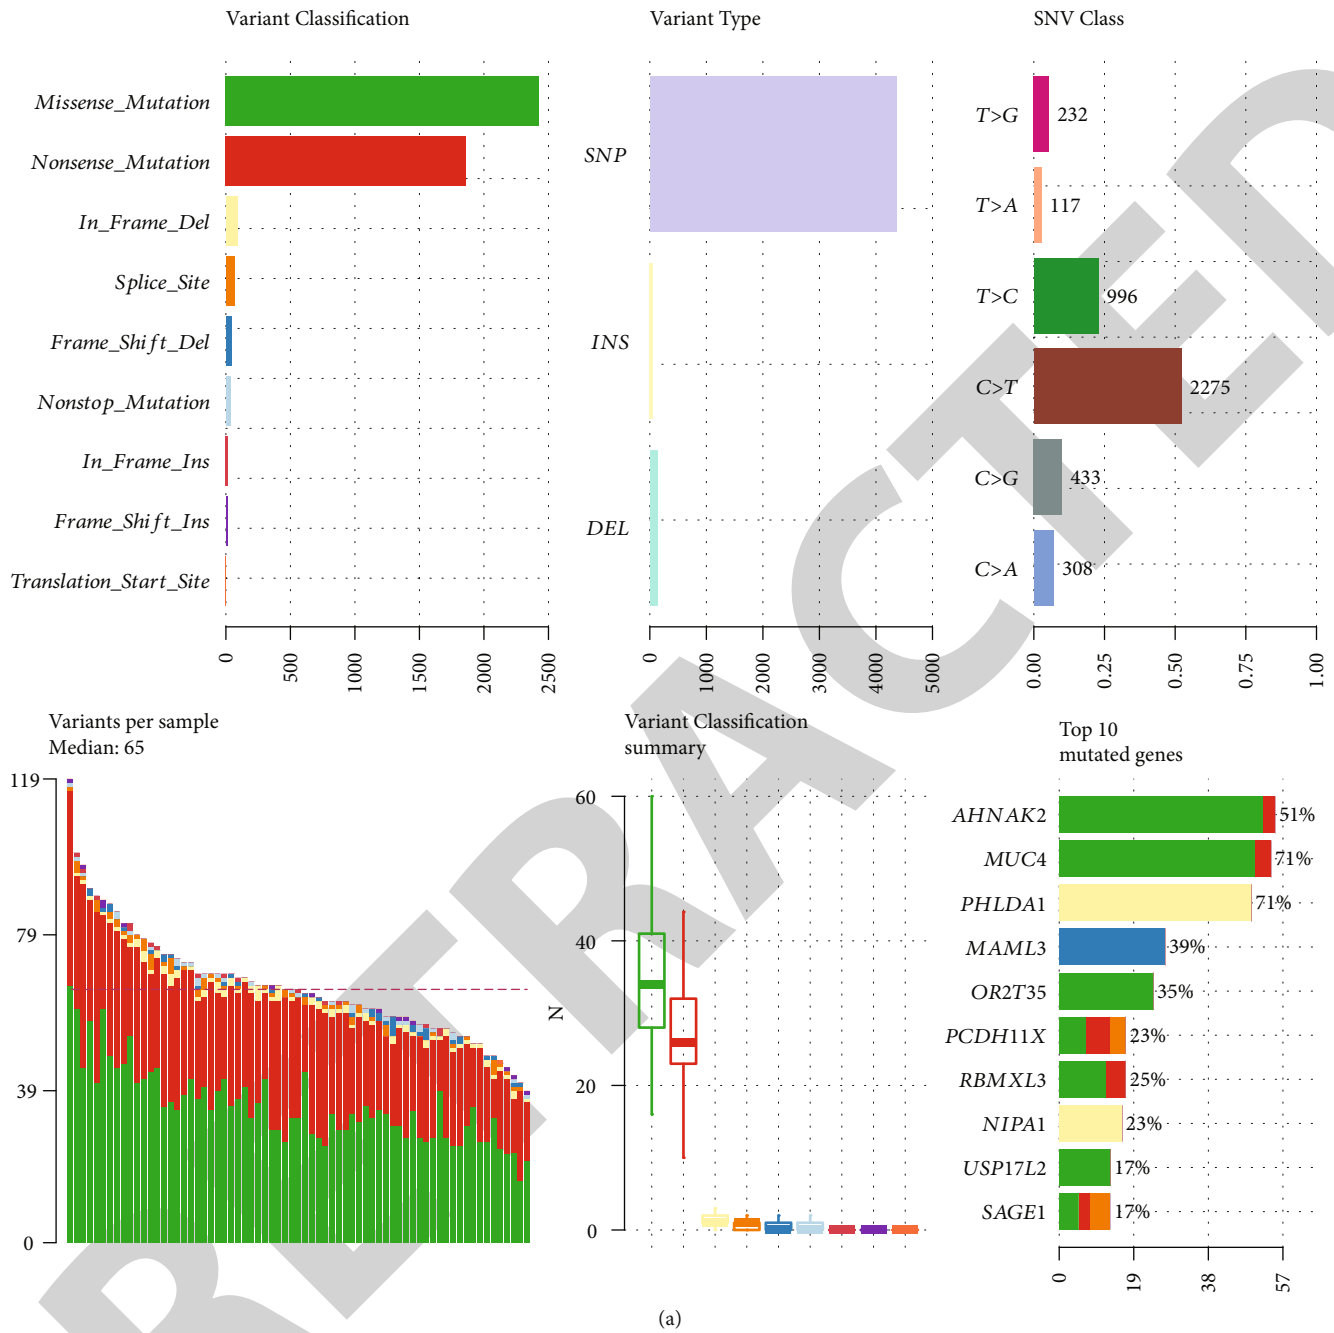 Variant Classification
Missense_Mutation
Nonsense_Mutation
In_Frame_Del
Splice_Site
Frame_Shift_Del
Nonstop_Mutation
In_Frame_Ins
Frame_Shift_Ins
Translation_Start_Site
0 500 1000 1500 2000 2500
Variant Type
SNP
INS
DEL
0 1000 2000 3000 4000 5000
SNV Class
T>G 232
T>A 117
T>C 996
C>T 2275
C>G 433
C>A 308
0.00 0.25 0.50 0.75 1.00
Variants per sample
Median: 65
119
79
39
0
Variant Classification
summary
N
60
40
20
0
Top 10
mutated genes
AHNAK2 51%
MUC4 71%
PHLDA1 71%
MAML3 39%
OR2T35 35%
PCDH11X 23%
RBMXL3 25%
NIPA1 23%
USP17L2 17%
SAGE1 17%
0 19 38 57
(a)
RETRACTED